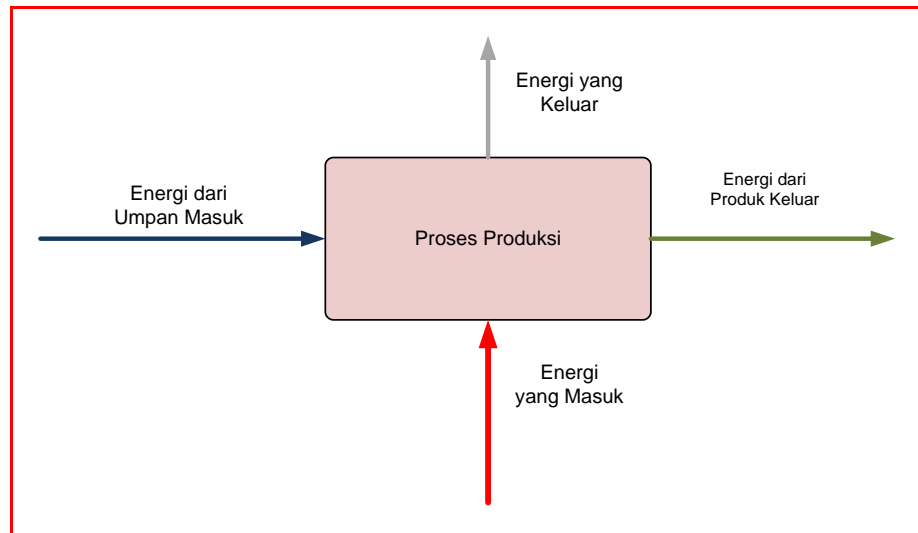 Energi yang
Keluar
Energi dari
Umpan Masuk
Proses Produksi
Energi dari
Produk Keluar
Energi
yang Masuk